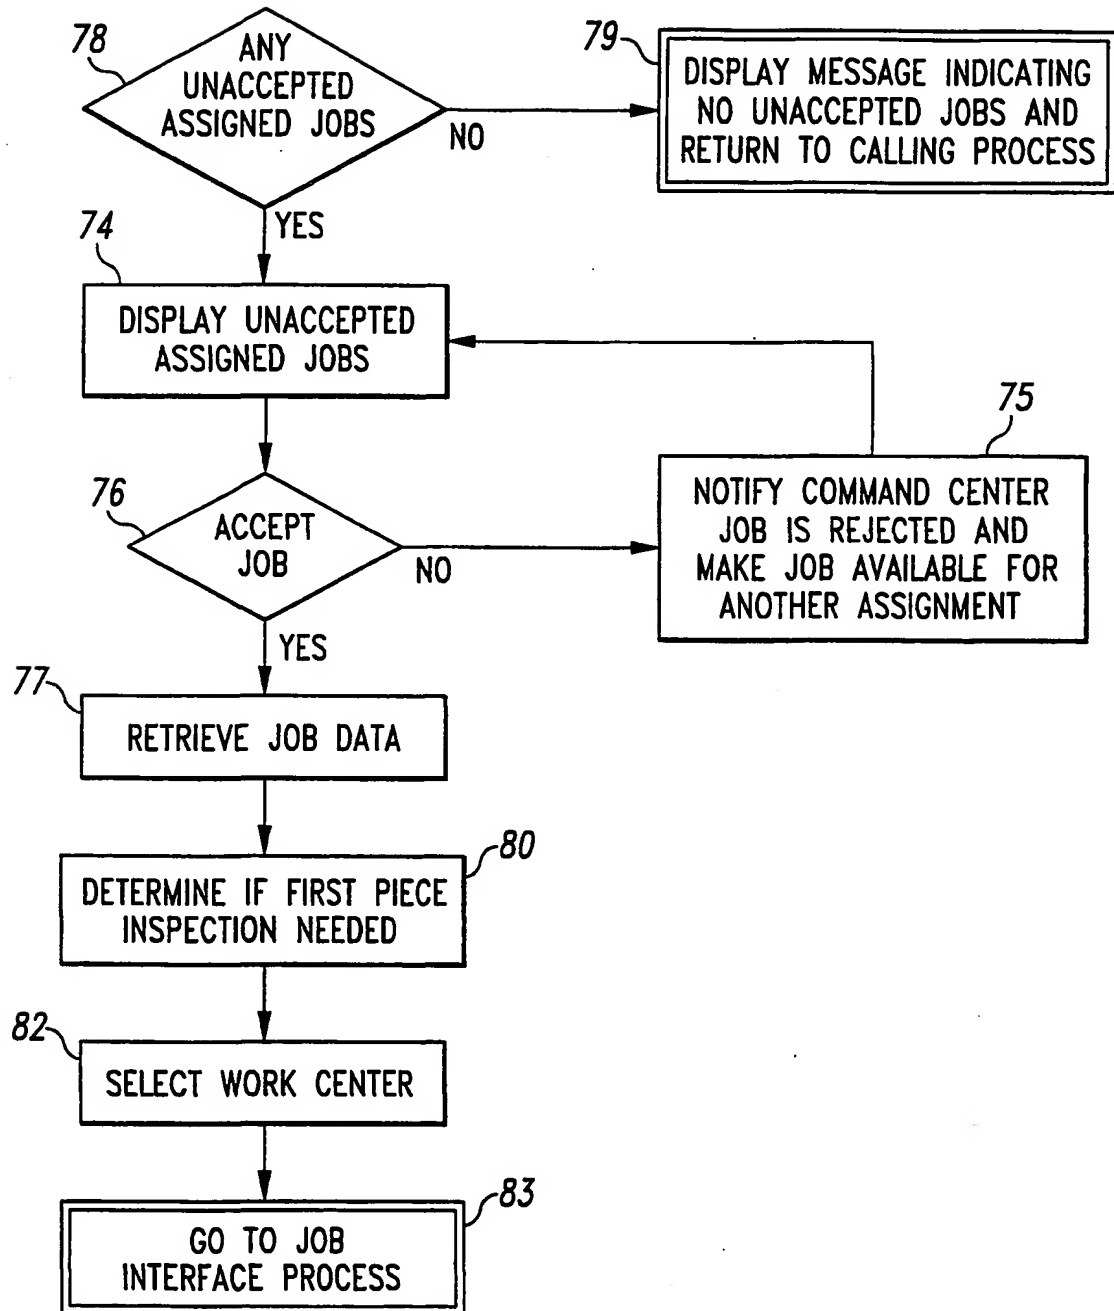 78
ANY
UNACCEPTED
ASSIGNED JOBS
NO
YES
79
DISPLAY MESSAGE INDICATING
NO UNACCEPTED JOBS AND
RETURN TO CALLING PROCESS
74
DISPLAY UNACCEPTED
ASSIGNED JOBS
76
ACCEPT
JOB
NO
YES
75
NOTIFY COMMAND CENTER
JOB IS REJECTED AND
MAKE JOB AVAILABLE FOR
ANOTHER ASSIGNMENT
77
RETRIEVE JOB DATA
80
DETERMINE IF FIRST PIECE
INSPECTION NEEDED
82
SELECT WORK CENTER
83
GO TO JOB
INTERFACE PROCESS